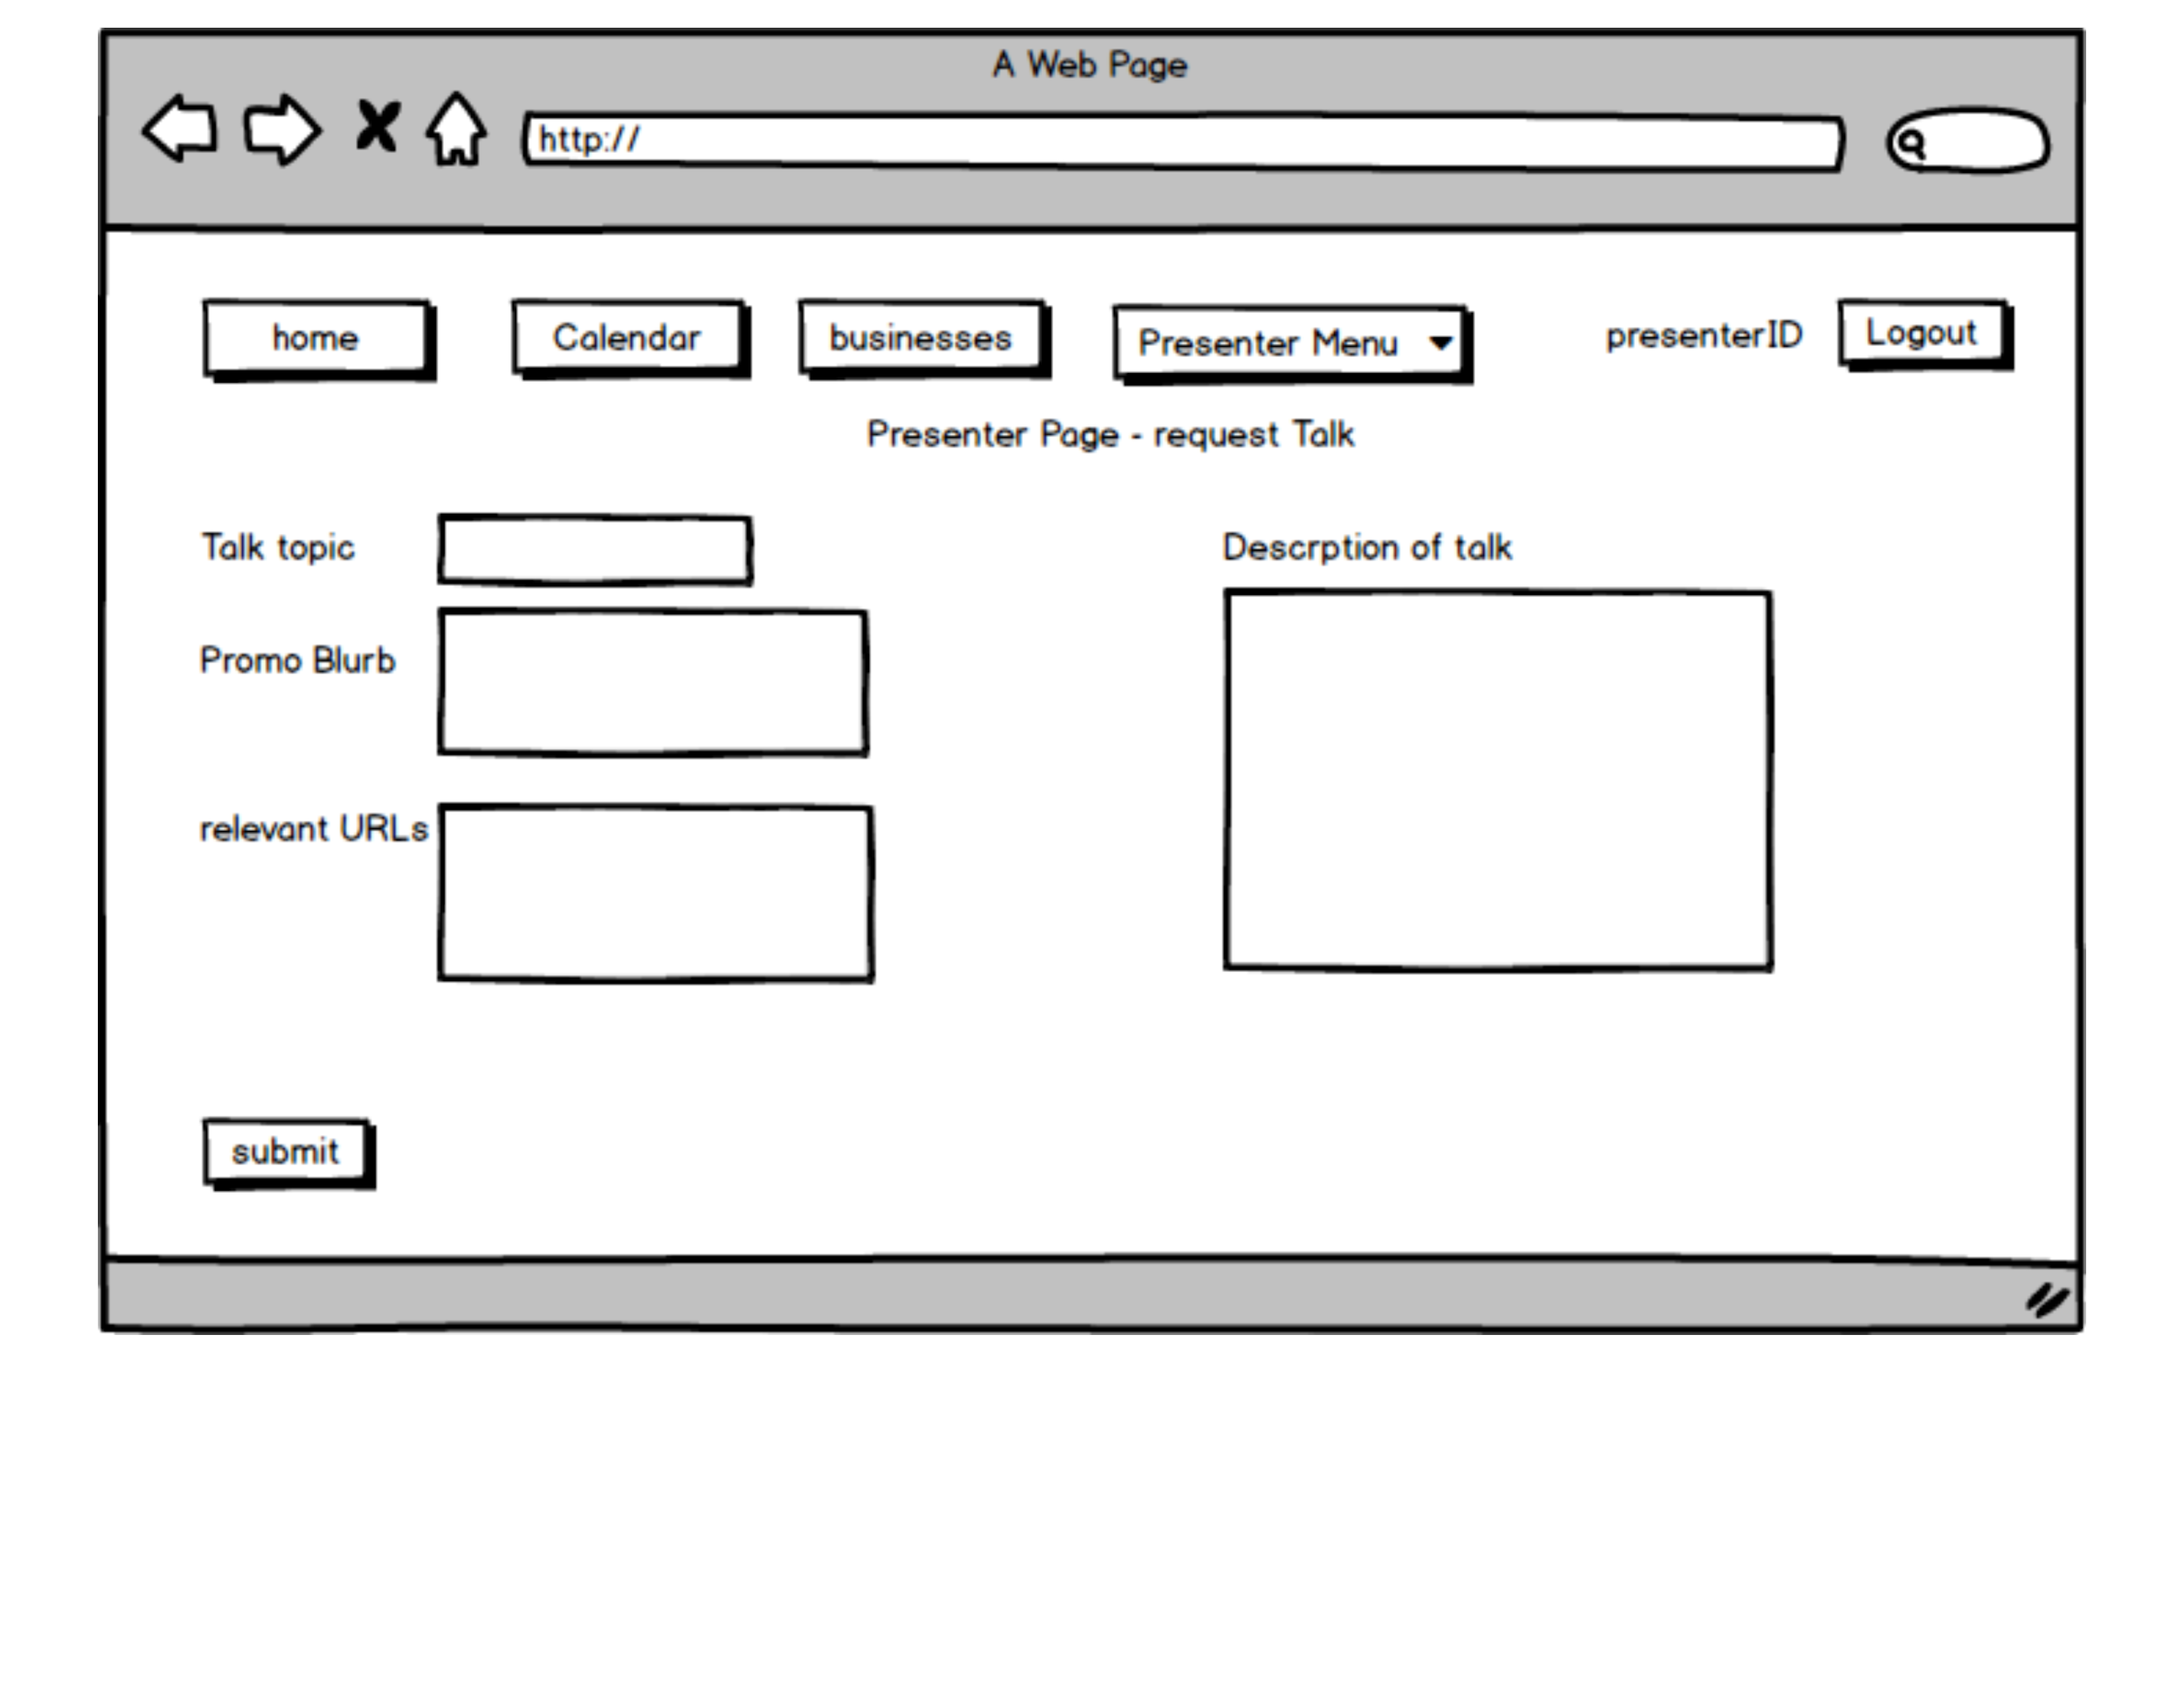 A Web Page
http://
home Calendar businesses Presenter Menu presenterID Logout
Presenter Page - request Talk
Talk topic
Descrption of talk
Promo Blurb
relevant URLs
submit